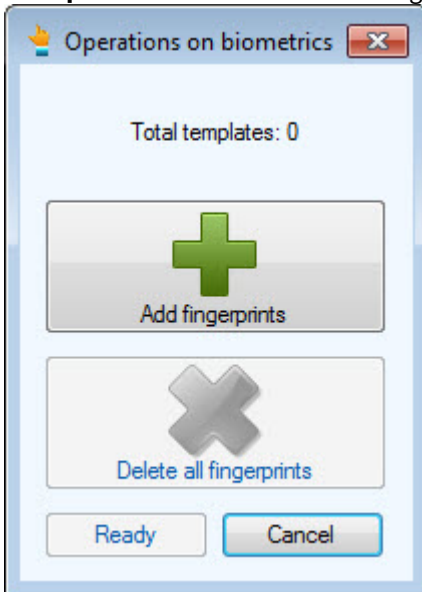 Operations on biometrics
Total templates: 0
Add fingerprints
Delete all fingerprints
Ready Cancel